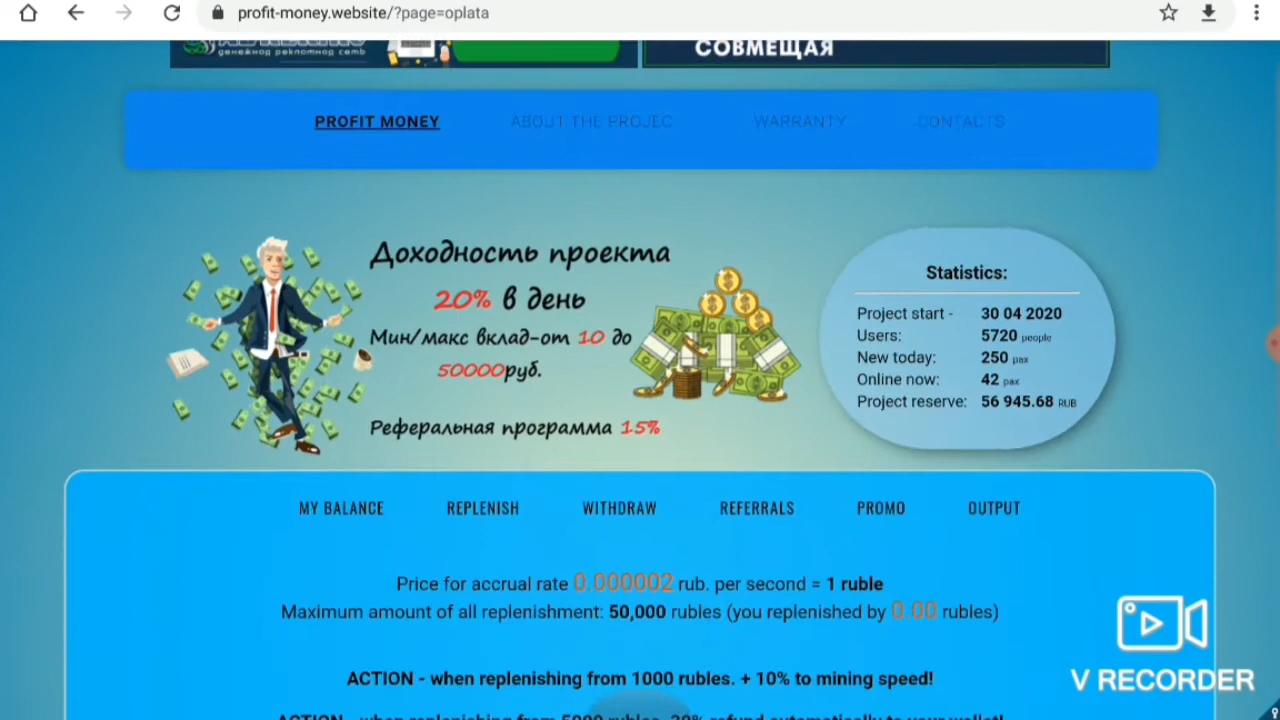 profit-money.website/?page=oplata
денежная рекламная сеть
СОВМЕЩАЯ
PROFIT MONEY
ABOUT THE PROJEC
WARRANTY
CONTACTS
Доходность проекта
20% в день
Мин/макс вклад-от 10 до
50000руб.
Реферальная программа 15%
Statistics:
Project start - 30 04 2020
Users: 5720 people
New today: 250 pax
Online now: 42 pax
Project reserve: 56 945.68 RUB
MY BALANCE
REPLENISH
WITHDRAW
REFERRALS
PROMO
OUTPUT
Price for accrual rate 0.000002 rub. per second = 1 ruble
Maximum amount of all replenishment: 50,000 rubles (you replenished by 0.00 rubles)
ACTION - when replenishing from 1000 rubles. + 10% to mining speed!
V RECORDER